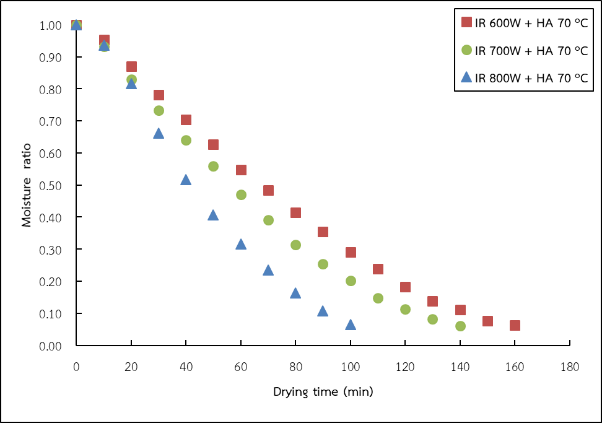 IR 600W + HA 70 °C
IR 700W + HA 70 °C
IR 800W + HA 70 °C
1.00
0.90
0.80
0.70
0.60
0.50
0.40
0.30
0.20
0.10
0.00
Moisture ratio
0 20 40 60 80 100 120 140 160 180
Drying time (min)